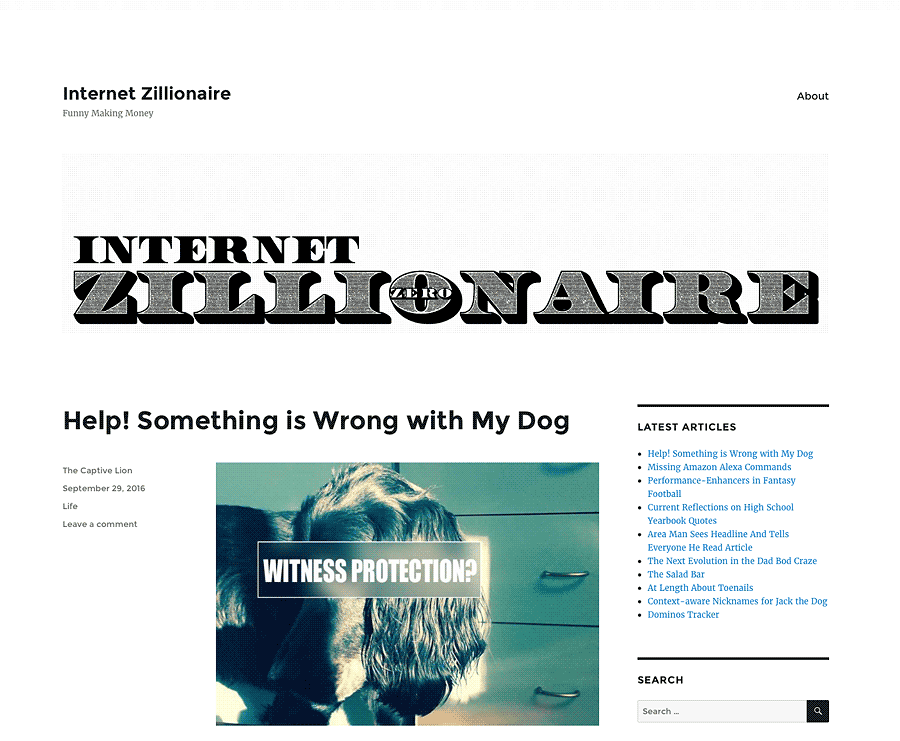 Internet Zillionaire
About
Funny Making Money
INTERNET
ZILLIONAIRE
ZERO
Help! Something is Wrong with My Dog
The Captive Lion
September 29, 2016
Life
Leave a comment
WITNESS PROTECTION?
LATEST ARTICLES
Help! Something is Wrong with My Dog
Missing Amazon Alexa Commands
Performance-Enhancers in Fantasy
Football
Current Reflections on High School
Yearbook Quotes
Area Man Sees Headline And Tells
Everyone He Read Article
The Next Evolution in the Dad Bod Craze
The Salad Bar
At Length About Toenails
Context-aware Nicknames for Jack the Dog
Dominos Tracker
SEARCH
Search ...